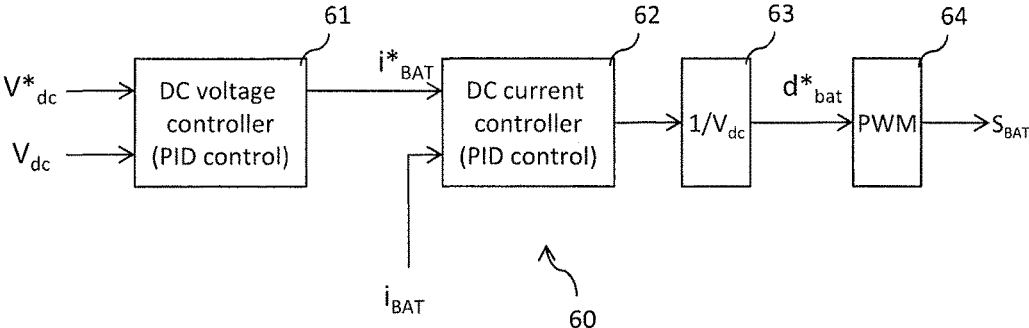 61
62
63
64
V*dc
Vdc
DC voltage
controller
(PID control)
i*BAT
DC current
controller
(PID control)
iBAT
1/Vdc
d*bat
PWM
SBAT
60